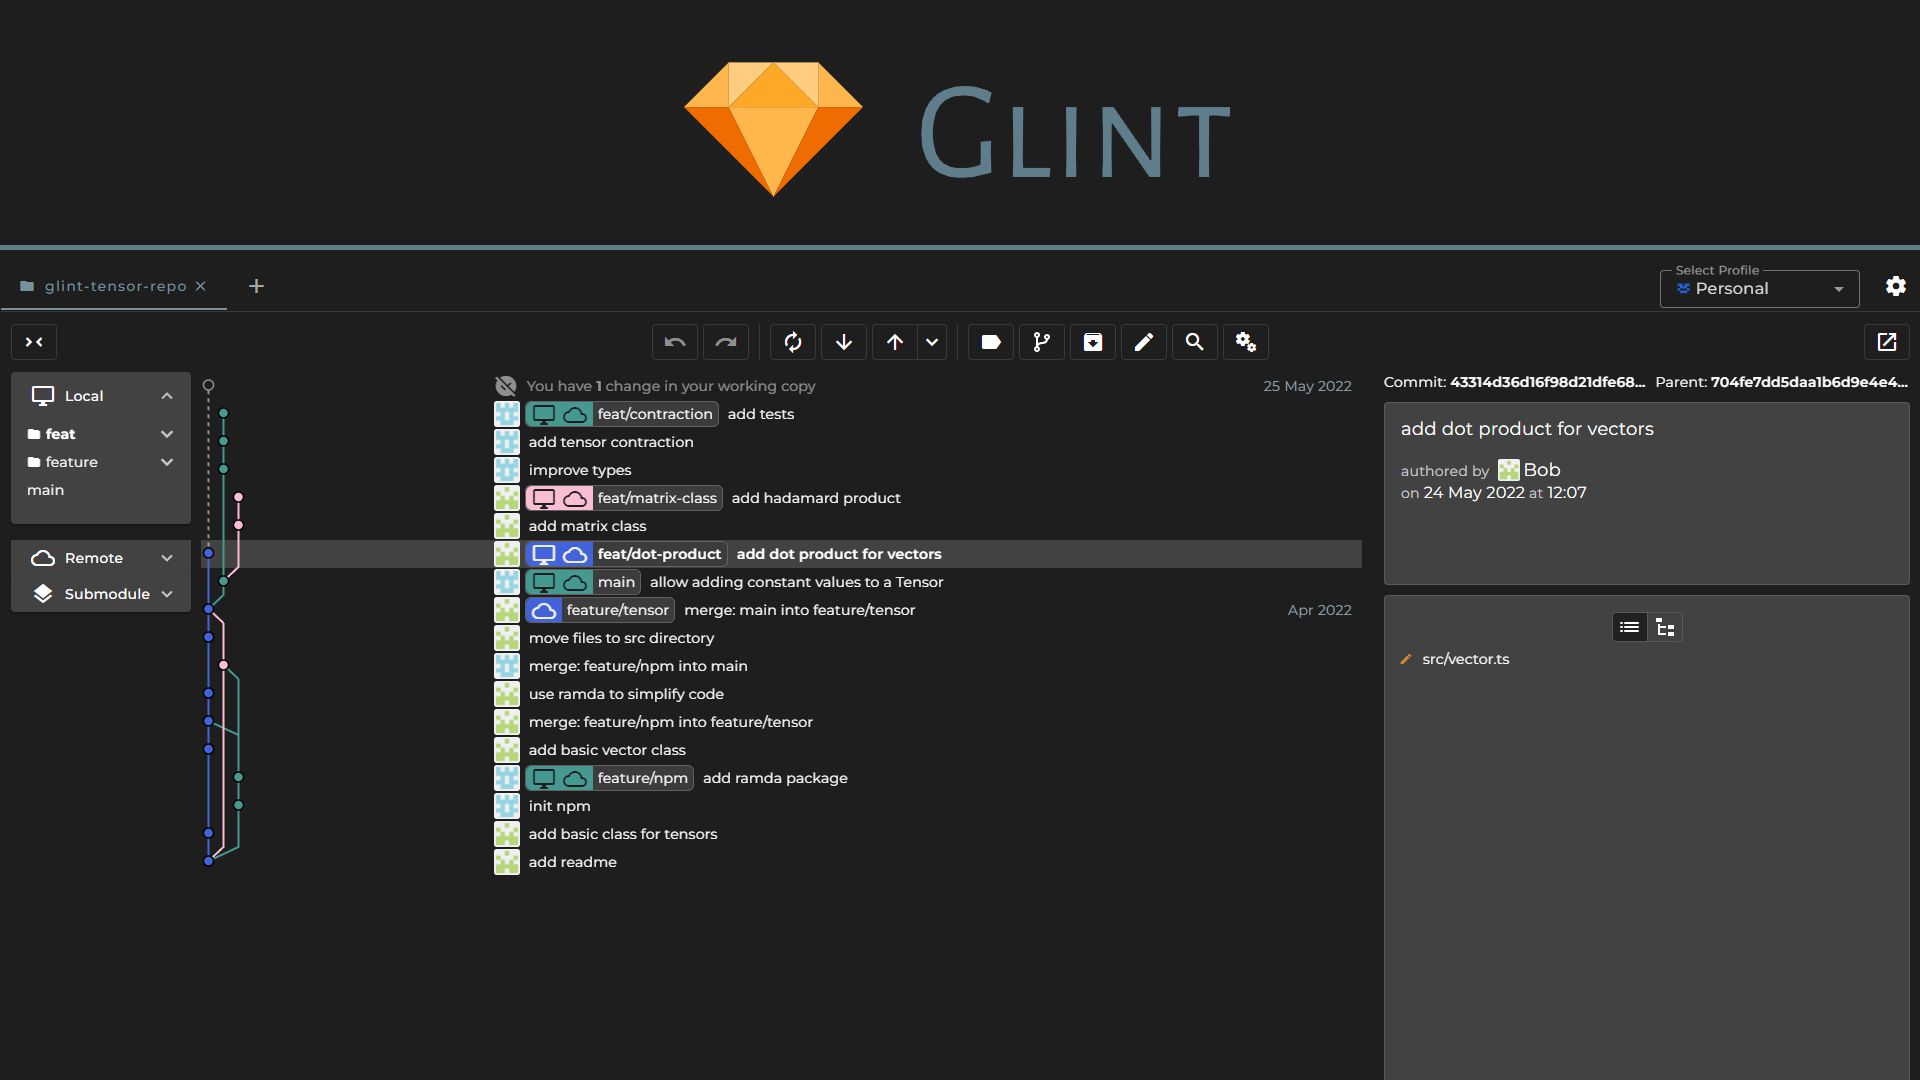 GLINT
glint-tensor-repo
Select Profile
Personal
Local
feat
feature
main
Remote
Submodule
You have 1 change in your working copy 25 May 2022
feat/contraction add tests
add tensor contraction
improve types
feat/matrix-class add hadamard product
add matrix class
feat/dot-product add dot product for vectors
main allow adding constant values to a Tensor
feature/tensor merge: main into feature/tensor Apr 2022
move files to src directory
merge: feature/npm into main
use ramda to simplify code
merge: feature/npm into feature/tensor
add basic vector class
feature/npm add ramda package
init npm
add basic class for tensors
add readme
Commit: 43314d36d16f98d21dfe68... Parent: 704fe7dd5daa1b6d9e4e4...
add dot product for vectors
authored by Bob
on 24 May 2022 at 12:07
src/vector.ts